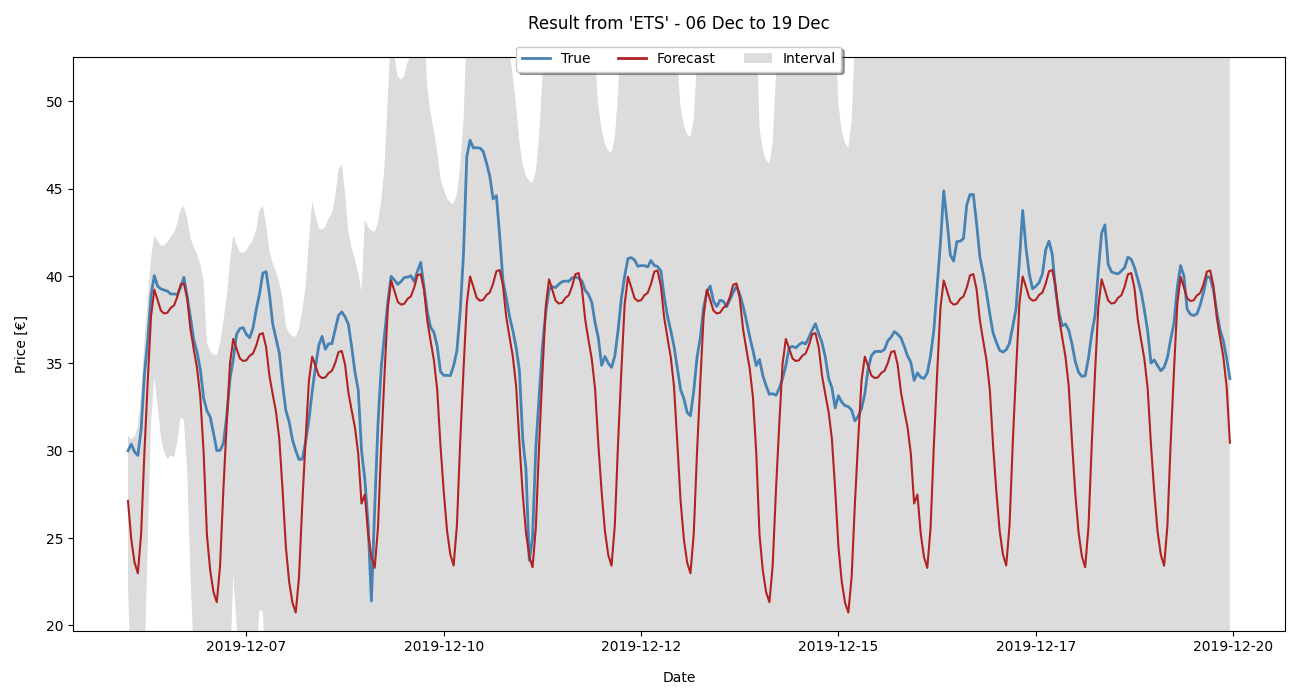 Result from 'ETS' - 06 Dec to 19 Dec
True Forecast Interval
Price [€]
50
45
40
35
30
25
20
2019-12-07 2019-12-10 2019-12-12 2019-12-15 2019-12-17 2019-12-20
Date